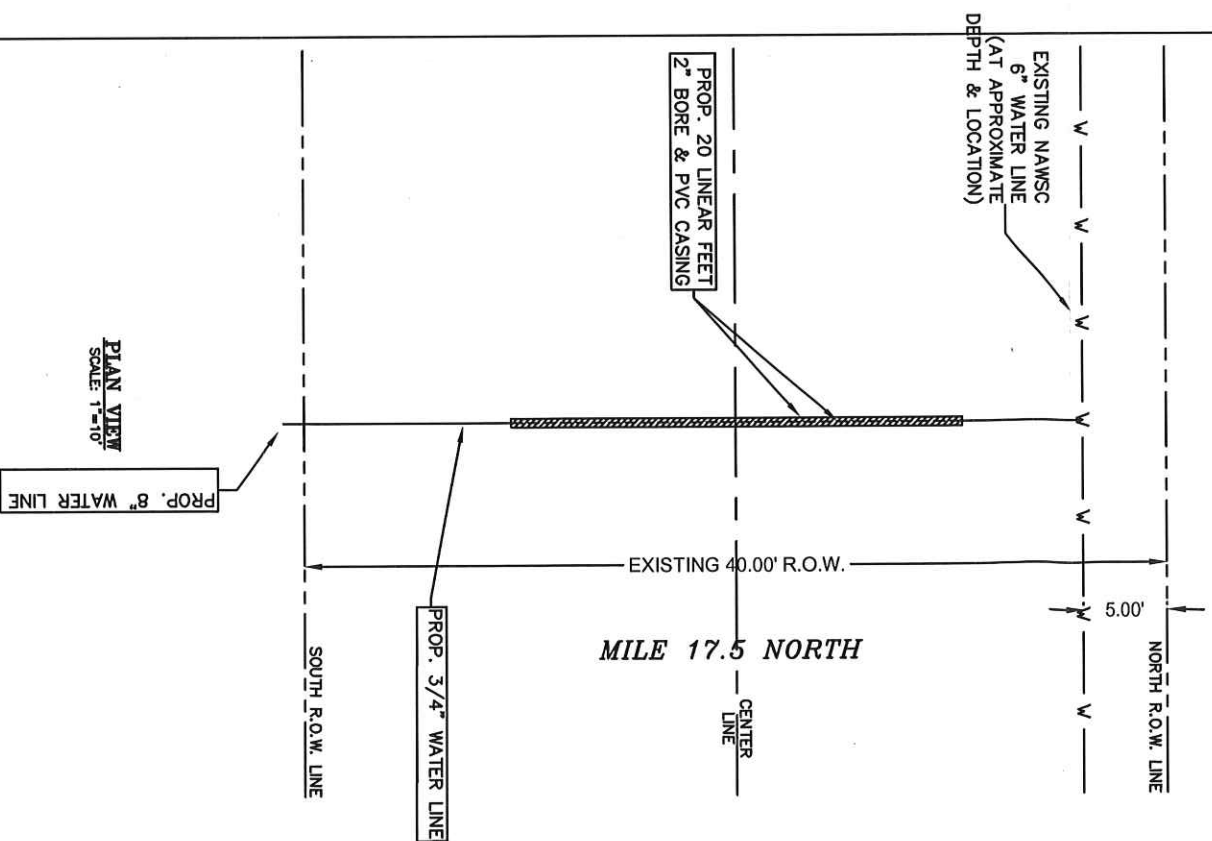 EXISTING NAWSC
6" WATER LINE
(AT APPROXIMATE
DEPTH & LOCATION)
PROP. 20 LINEAR FEET
2" BORE & PVC CASING
W
W
W
W
W
W
W
NORTH R.O.W. LINE
5.00'
EXISTING 40.00' R.O.W.
MILE 17.5 NORTH
CENTER
LINE
SOUTH R.O.W. LINE
PROP. 3/4" WATER LINE
PROP. 8" WATER LINE
PLAN VIEW
SCALE: 1"=10'